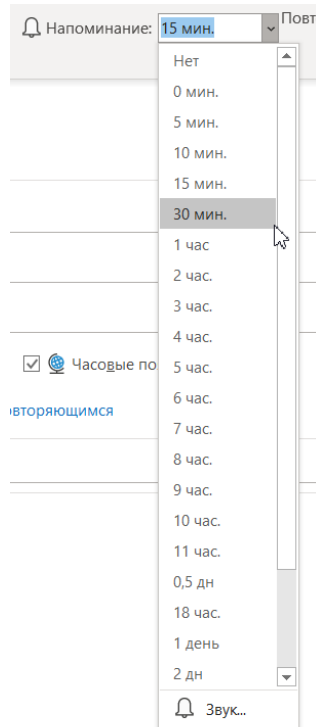 Напоминание: 15 мин. Повт
Нет
0 мин.
5 мин.
10 мин.
15 мин.
30 мин.
1 час
2 час.
3 час.
4 час.
Часовые по
5 час.
6 час.
овторяющимся
7 час.
8 час.
9 час.
10 час.
11 час.
0,5 дн
18 час.
1 день
2 дн
Звук...